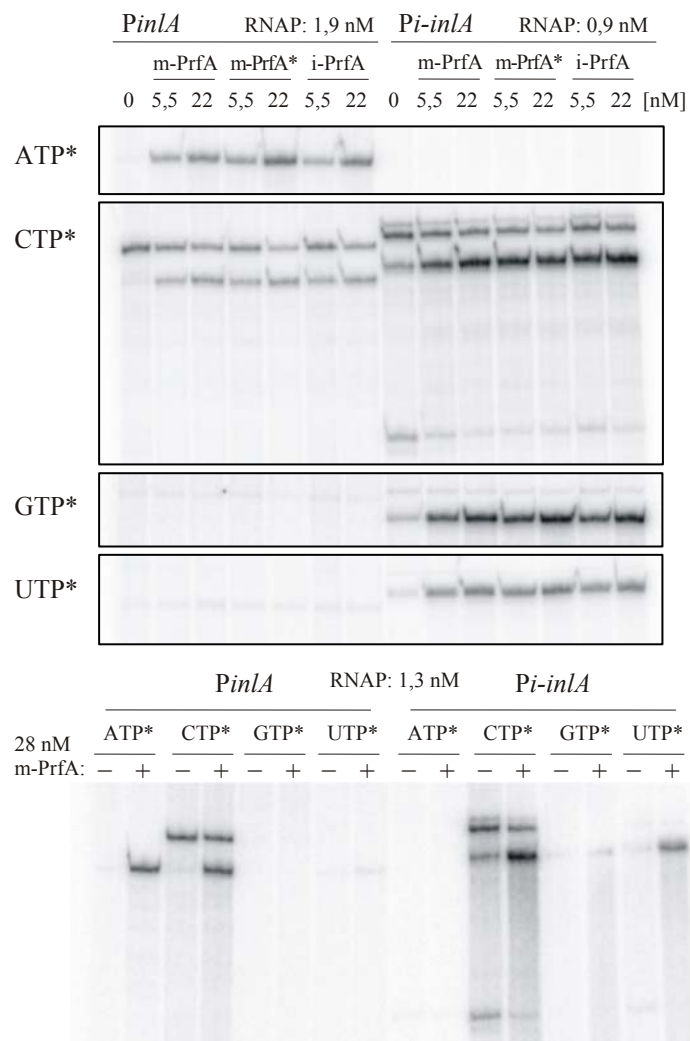 PinlA RNAP: 1,9 nM Pi-inlA RNAP: 0,9 nM
m-PrfA m-PrfA* i-PrfA m-PrfA m-PrfA* i-PrfA
0 5,5 22 5,5 22 5,5 22 0 5,5 22 5,5 22 5,5 22 [nM]
ATP*
CTP*
GTP*
UTP*
PinlA RNAP: 1,3 nM Pi-inlA
ATP* CTP* GTP* UTP* ATP* CTP* GTP* UTP*
28 nM
m-PrfA: − + − + − + − + − + − + − + − +